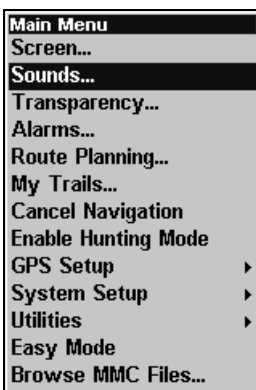 Main Menu
Screen...
Sounds...
Transparency...
Alarms...
Route Planning...
My Trails...
Cancel Navigation
Enable Hunting Mode
GPS Setup
System Setup
Utilities
Easy Mode
Browse MMC Files...